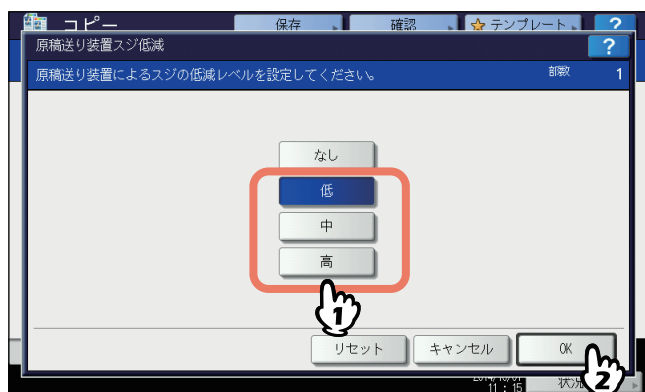 コピー 保存 確認 テンプレート ?
原稿送り装置スジ低減 ?
原稿送り装置によるスジの低減レベルを設定してください。 部数 1
なし
低
中
高
1
リセット キャンセル OK
2
11:15 状況